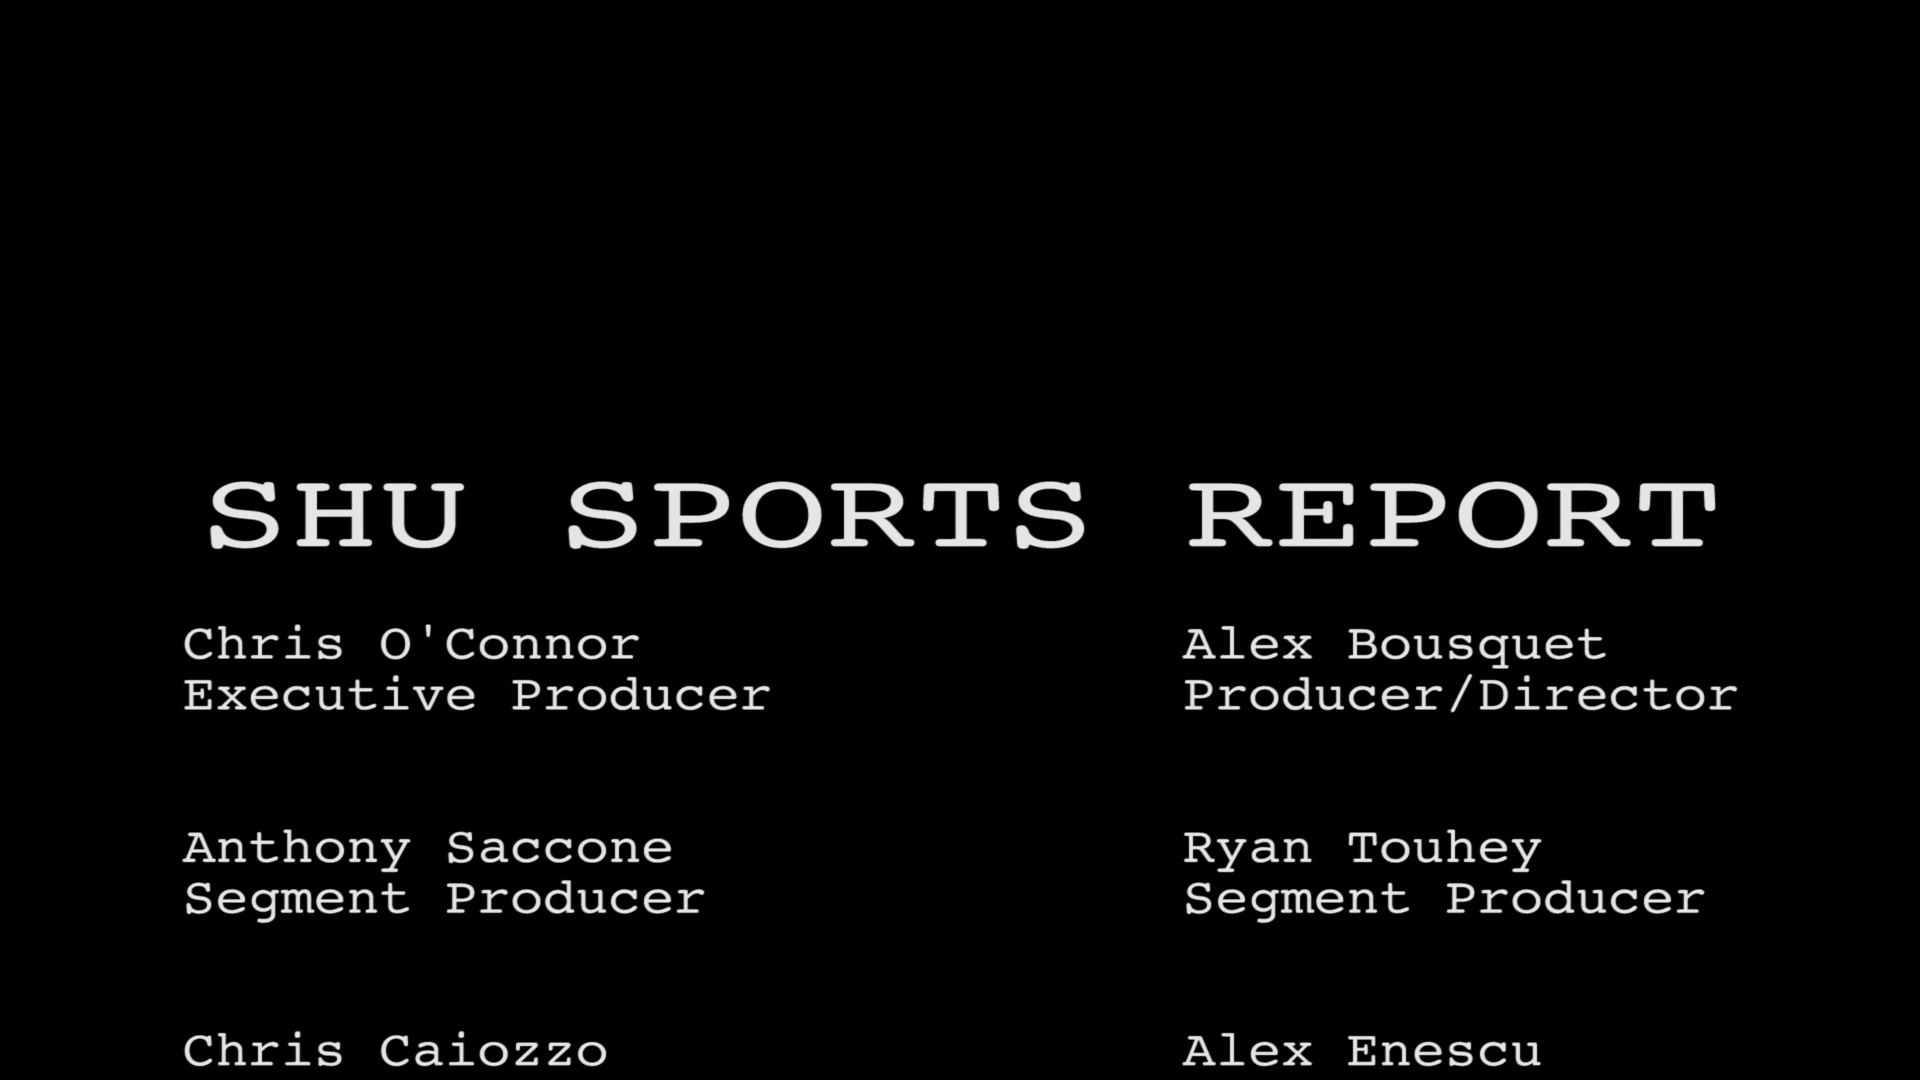 SHU SPORTS REPORT
Chris O'Connor
Executive Producer
Alex Bousquet
Producer/Director
Anthony Saccone
Segment Producer
Ryan Touhey
Segment Producer
Chris Caiozzo
Alex Enescu